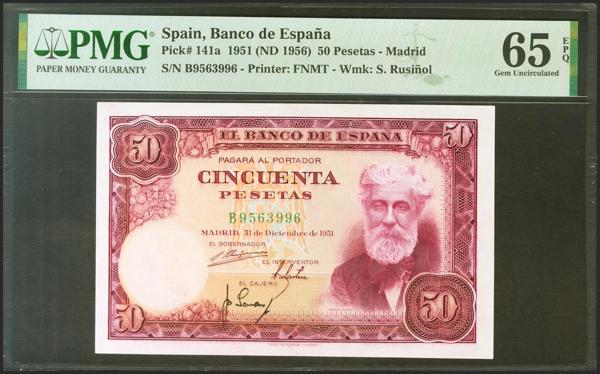 PMG
PAPER MONEY GUARANTY
Spain, Banco de España
Pick# 141a 1951 (ND 1956) 50 Pesetas - Madrid
S/N B9563996 - Printer: FNMT - Wmk: S. Rusiñol
65 EPQ
Gem Uncirculated
50 EL BANCO DE ESPAÑA 50
PAGARÁ AL PORTADOR
CINCUENTA
PESETAS
B9563996
MADRID, 31 de Diciembre de 1951
EL GOBERNADOR
EL INTERVENTOR
EL CAJERO
50 50